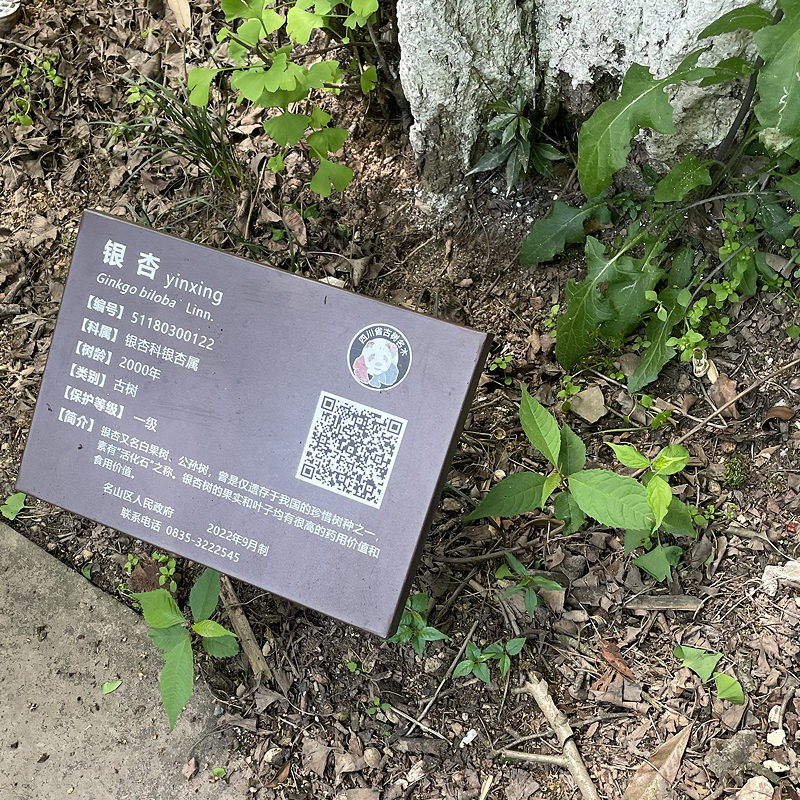 银杏 yinxing
Ginkgo biloba Linn.
【编号】 51180300122
【科属】 银杏科银杏属
【树龄】 2000年
【类别】 古树
【保护等级】 一级
【简介】 银杏又名白果树、公孙树，曾是仅遗存于我国的珍惜树种之一，
素有“活化石”之称。银杏树的果实和叶子均有很高的药用价值和
食用价值。
四川省古树名木
名山区人民政府 2022年9月制
联系电话 0835-3222545